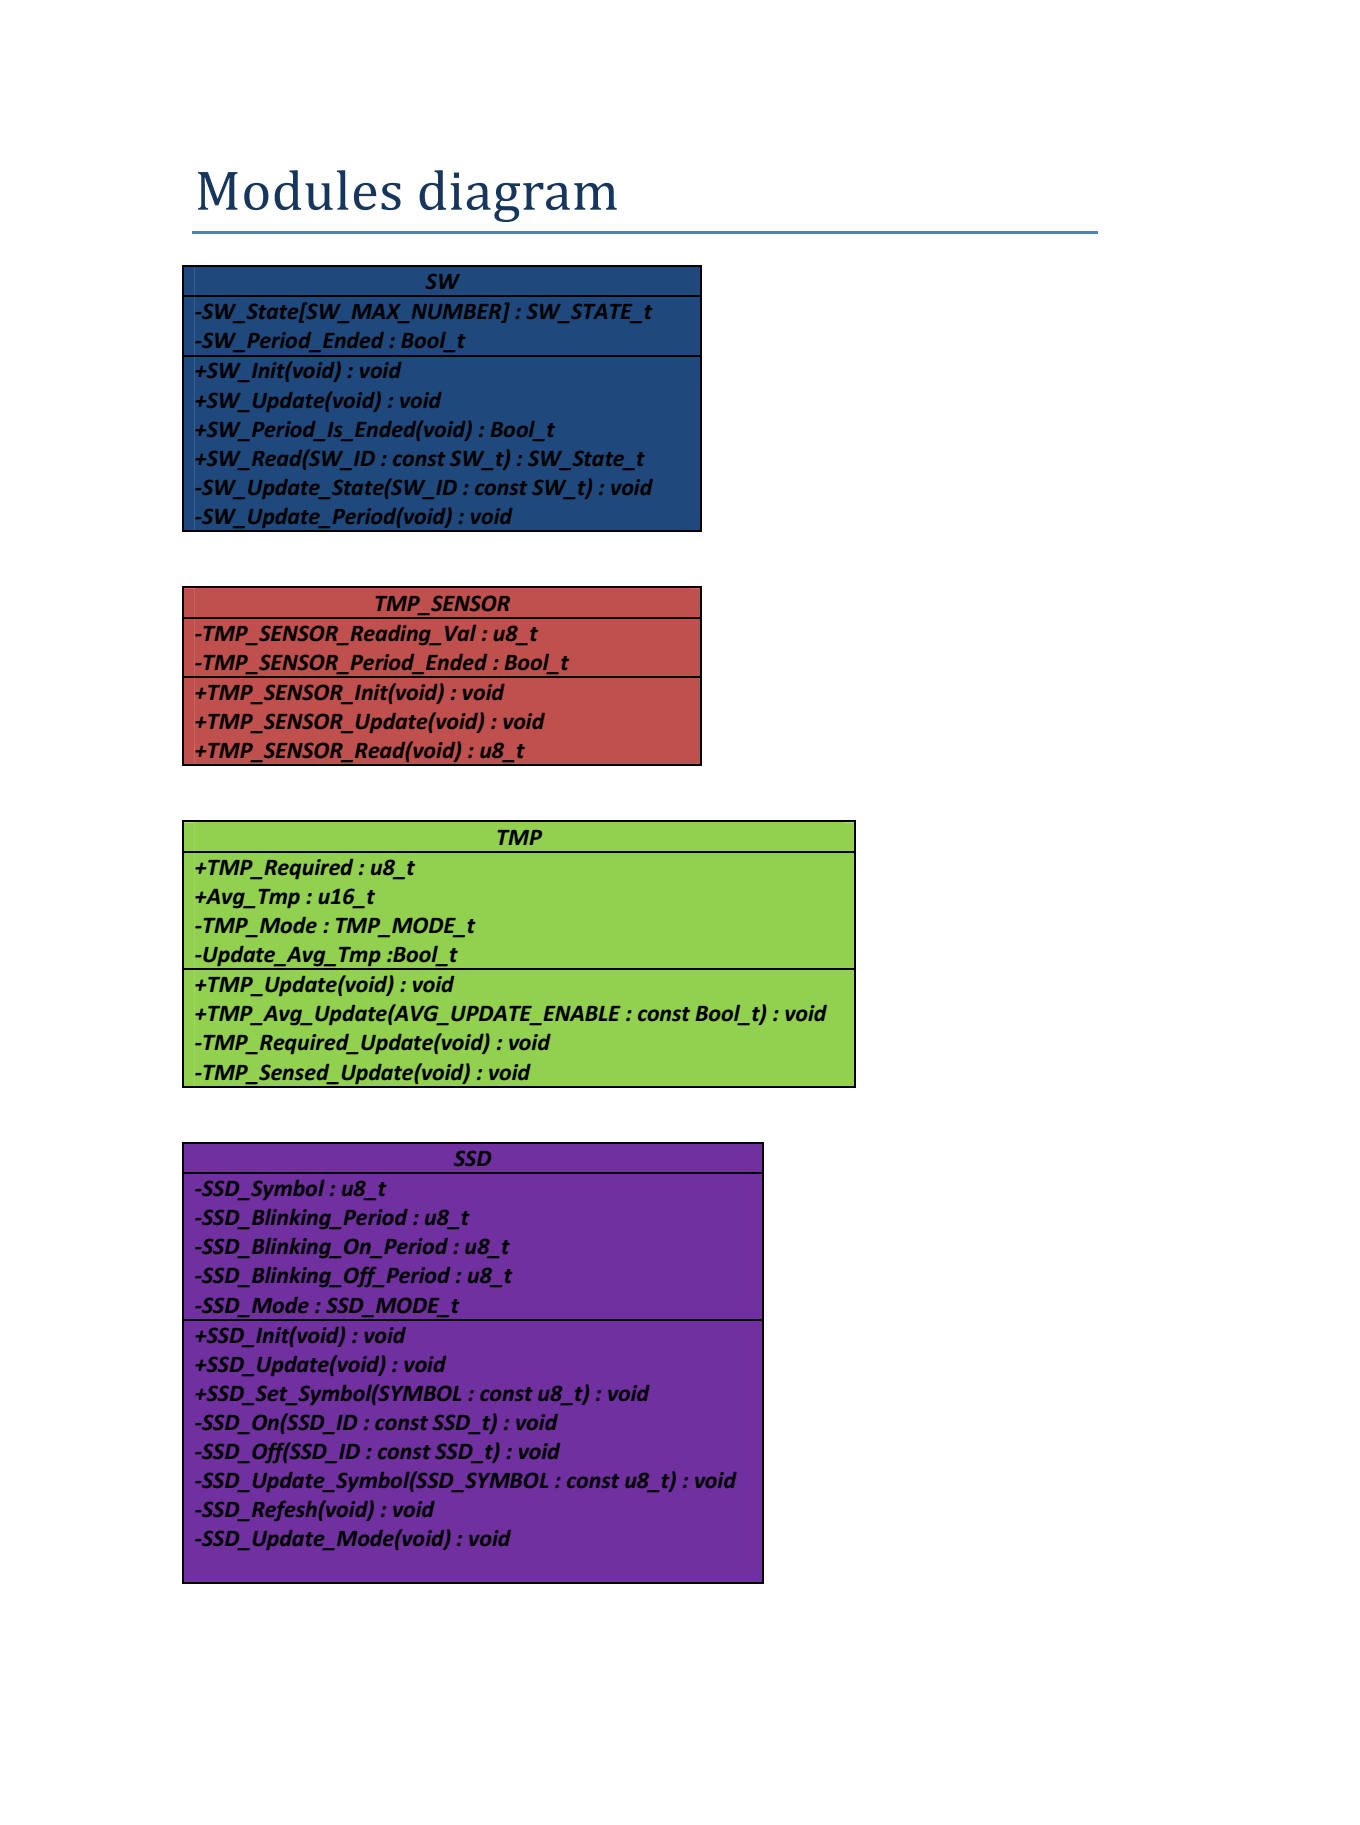 Modules diagram
SW
-SW_State[SW_MAX_NUMBER] : SW_STATE_t
-SW_Period_Ended : Bool_t
+SW_Init(void) : void
+SW_Update(void) : void
+SW_Period_Is_Ended(void) : Bool_t
+SW_Read(SW_ID : const SW_t) : SW_State_t
-SW_Update_State(SW_ID : const SW_t) : void
-SW_Update_Period(void) : void
TMP_SENSOR
-TMP_SENSOR_Reading_Val : u8_t
-TMP_SENSOR_Period_Ended : Bool_t
+TMP_SENSOR_Init(void) : void
+TMP_SENSOR_Update(void) : void
+TMP_SENSOR_Read(void) : u8_t
TMP
+TMP_Required : u8_t
+Avg_Tmp : u16_t
-TMP_Mode : TMP_MODE_t
-Update_Avg_Tmp :Bool_t
+TMP_Update(void) : void
+TMP_Avg_Update(AVG_UPDATE_ENABLE : const Bool_t) : void
-TMP_Required_Update(void) : void
-TMP_Sensed_Update(void) : void
SSD
-SSD_Symbol : u8_t
-SSD_Blinking_Period : u8_t
-SSD_Blinking_On_Period : u8_t
-SSD_Blinking_Off_Period : u8_t
-SSD_Mode : SSD_MODE_t
+SSD_Init(void) : void
+SSD_Update(void) : void
+SSD_Set_Symbol(SYMBOL : const u8_t) : void
-SSD_On(SSD_ID : const SSD_t) : void
-SSD_Off(SSD_ID : const SSD_t) : void
-SSD_Update_Symbol(SSD_SYMBOL : const u8_t) : void
-SSD_Refesh(void) : void
-SSD_Update_Mode(void) : void